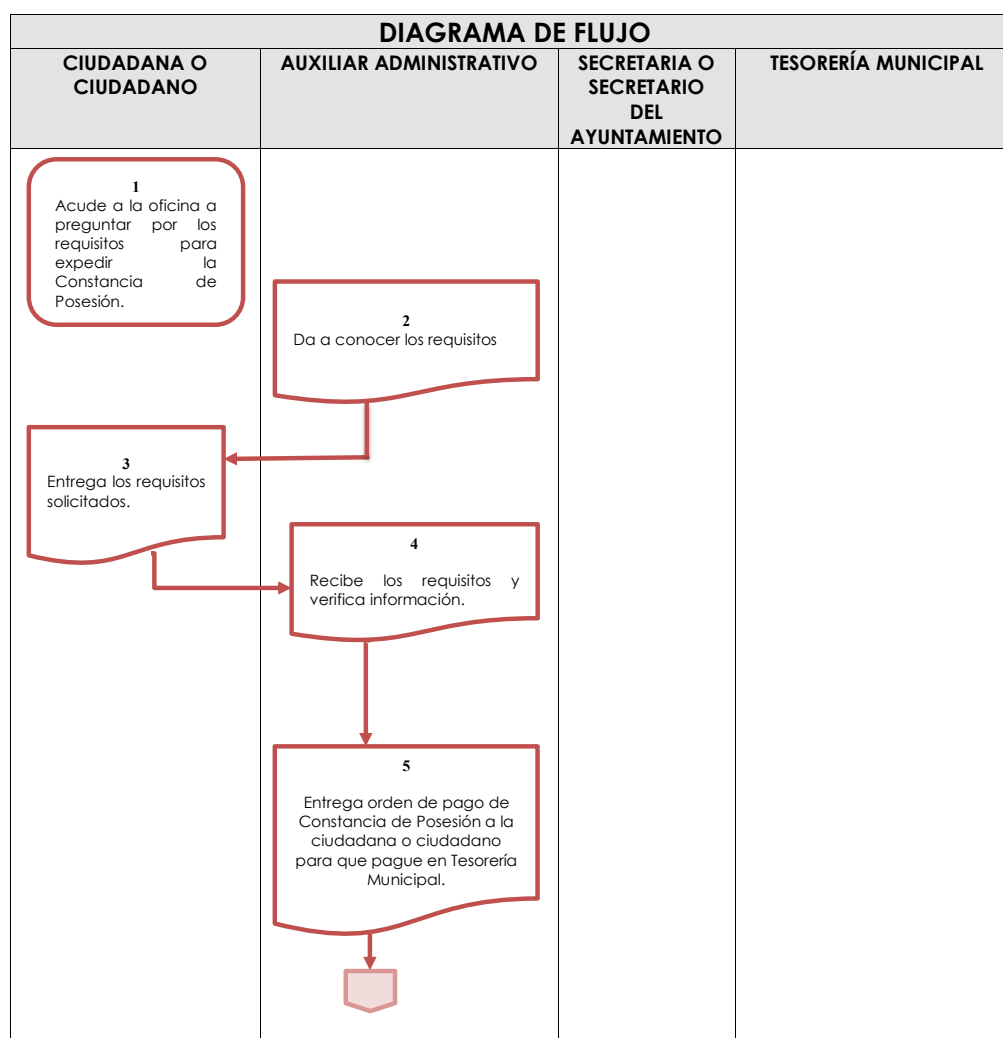 DIAGRAMA DE FLUJO
CIUDADANA O
CIUDADANO
AUXILIAR ADMINISTRATIVO
SECRETARIA O
SECRETARIO
DEL
AYUNTAMIENTO
TESORERÍA MUNICIPAL
1
Acude a la oficina a
preguntar por los
requisitos para
expedir la
Constancia de
Posesión.
2
Da a conocer los requisitos
3
Entrega los requisitos
solicitados.
4
Recibe los requisitos y
verifica información.
5
Entrega orden de pago de
Constancia de Posesión a la
ciudadana o ciudadano
para que pague en Tesorería
Municipal.